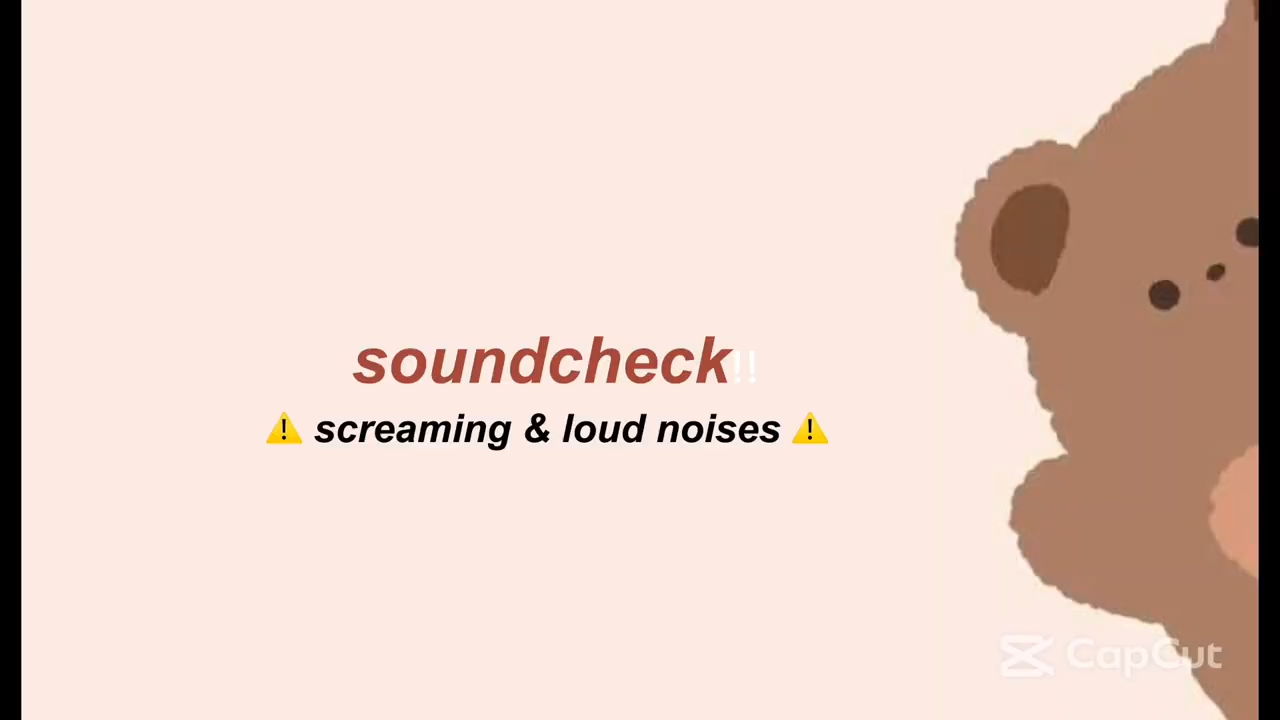 soundcheck!!
⚠️ screaming & loud noises ⚠️
CapCut